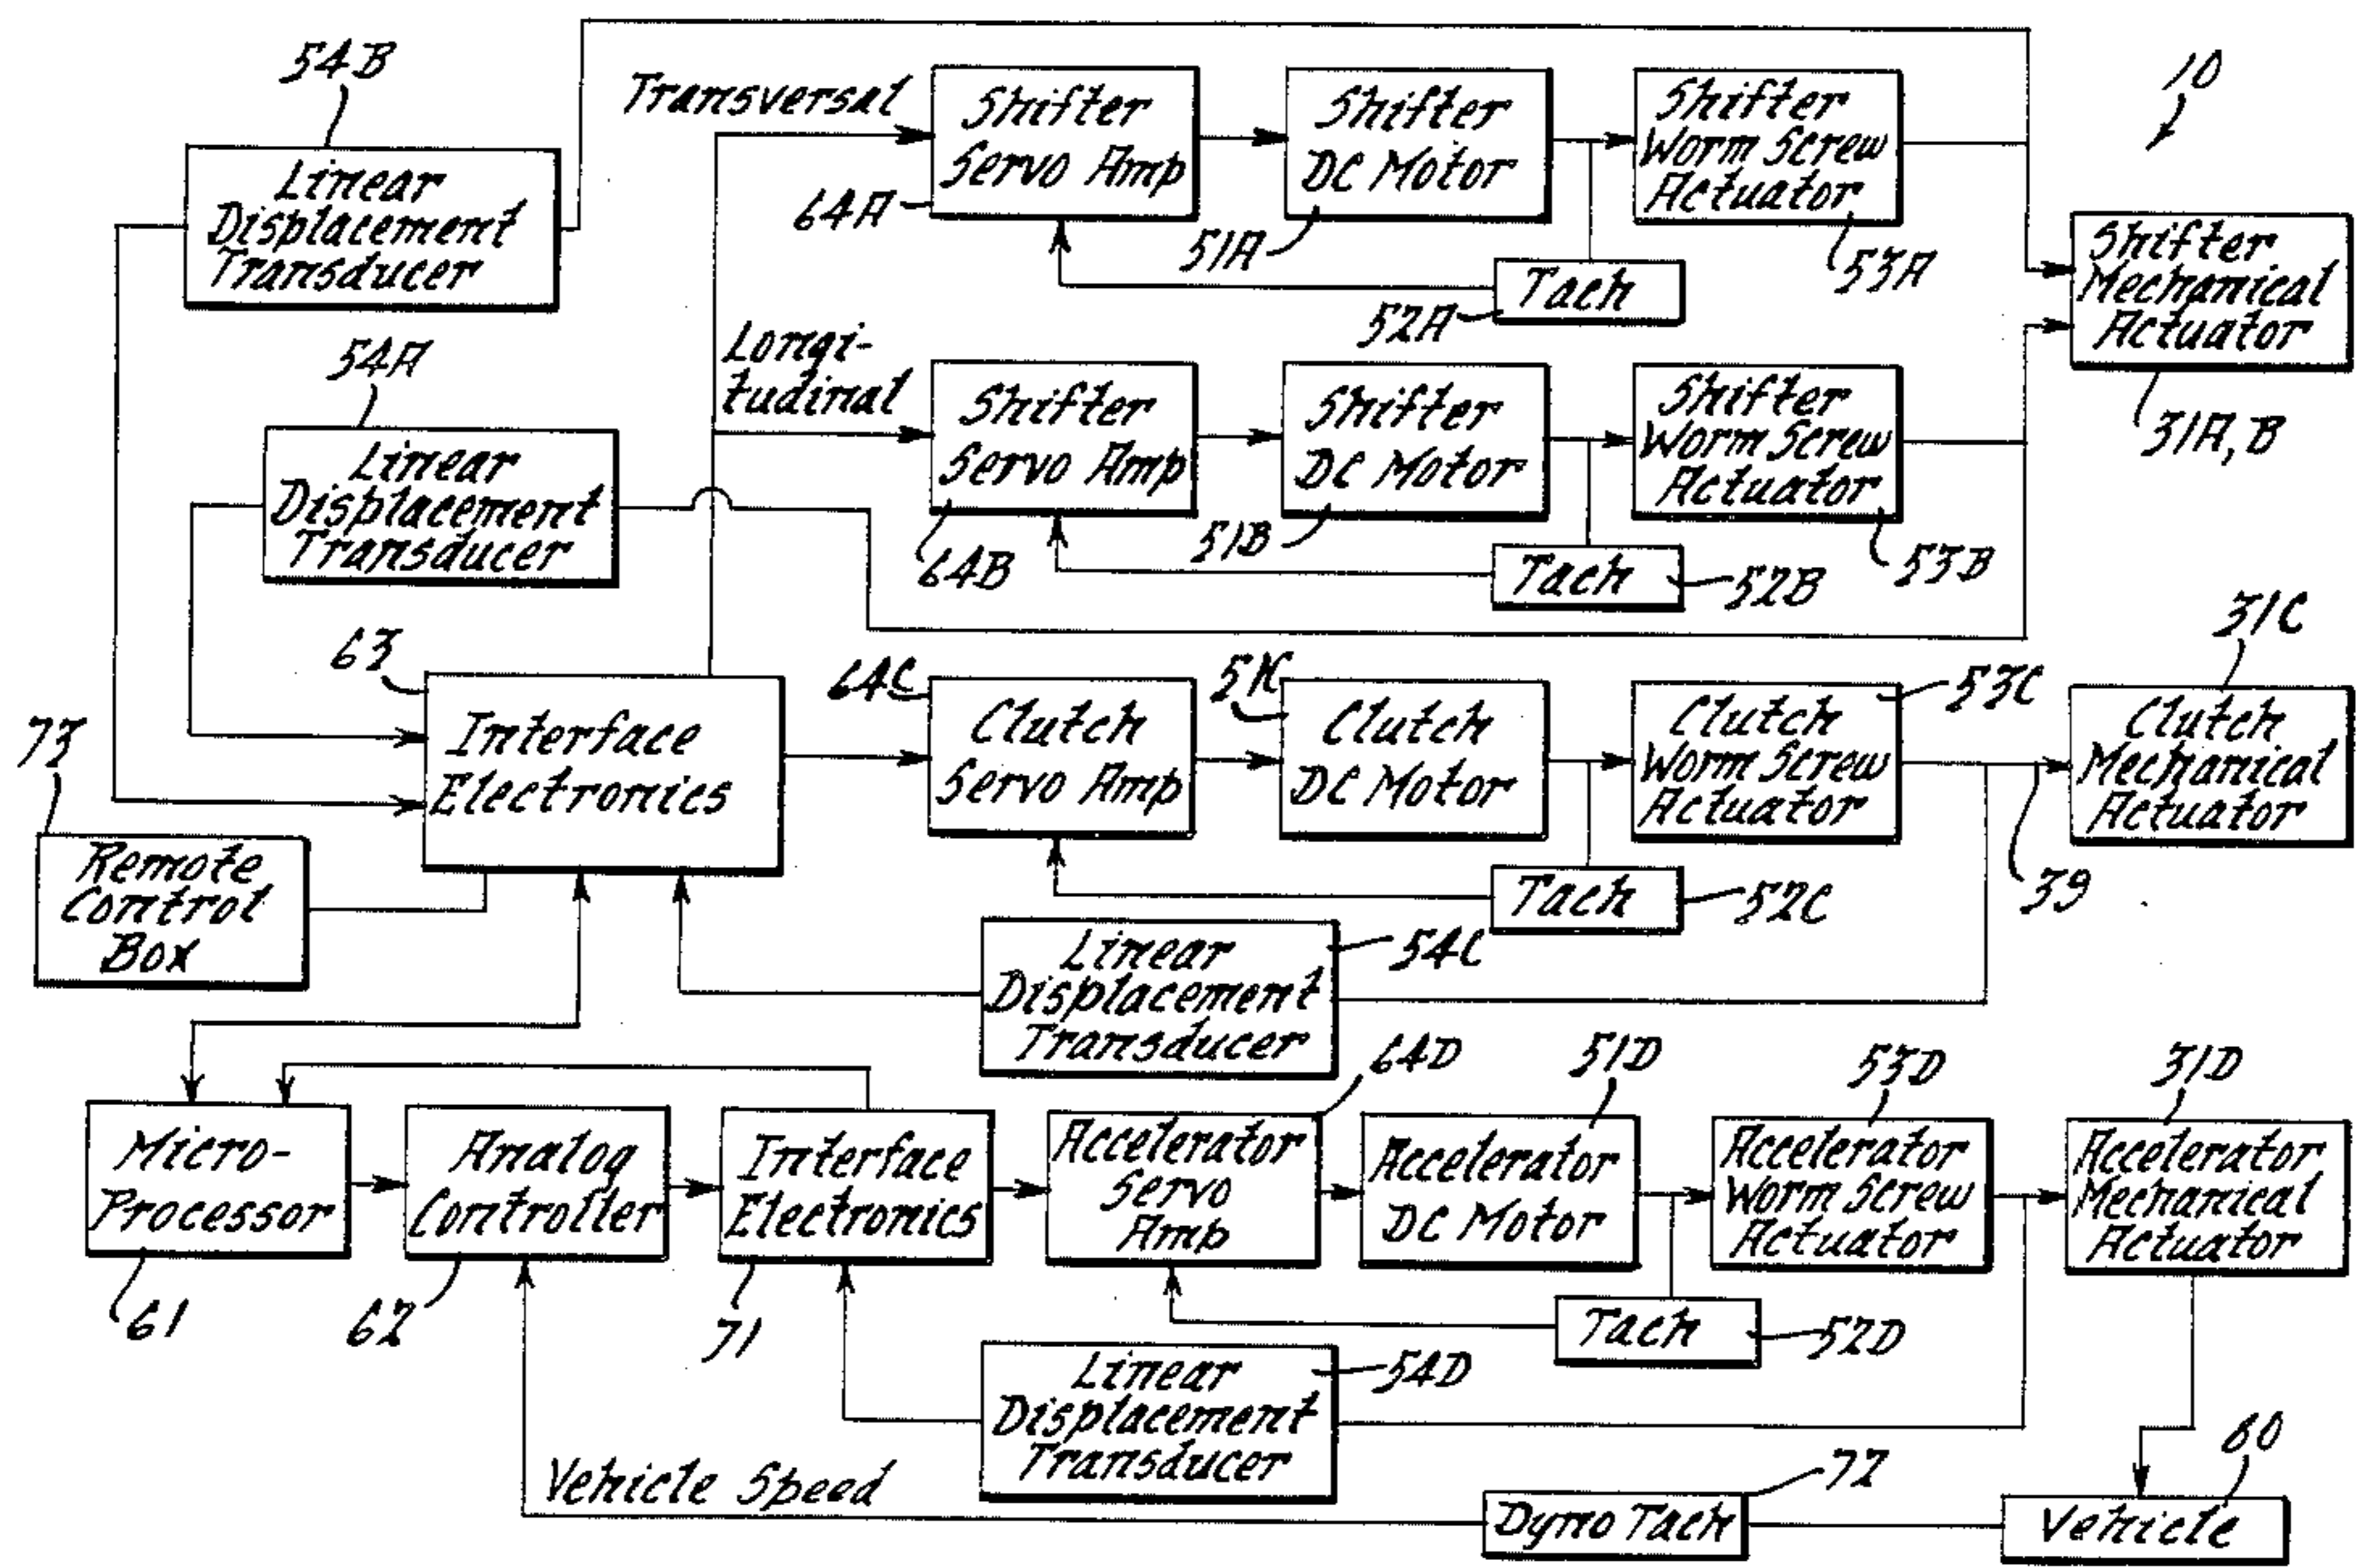 54B
Linear
Displacement
Transducer
54A
Linear
Displacement
Transducer
Transversal
Shifter
Servo Amp
64A
Shifter
DC Motor
51A
Shifter
Worm Screw
Actuator
53A
Tach
52A
10
Shifter
Mechanical
Actuator
31A, B
Longi-
tudinal
Shifter
Servo Amp
64B
Shifter
DC Motor
51B
Shifter
Worm Screw
Actuator
53B
Tach
52B
63
Interface
Electronics
73
Remote
Control
Box
64C
Clutch
Servo Amp
51C
Clutch
DC Motor
53C
Clutch
Worm Screw
Actuator
31C
Clutch
Mechanical
Actuator
39
Tach
52C
Linear
Displacement
Transducer
54C
Micro-
Processor
61
Analog
Controller
62
Interface
Electronics
71
64D
Accelerator
Servo
Amp
51D
Accelerator
DC Motor
53D
Accelerator
Worm Screw
Actuator
31D
Accelerator
Mechanical
Actuator
Tach
52D
Linear
Displacement
Transducer
54D
Vehicle Speed
Dyno Tach
72
Vehicle
80